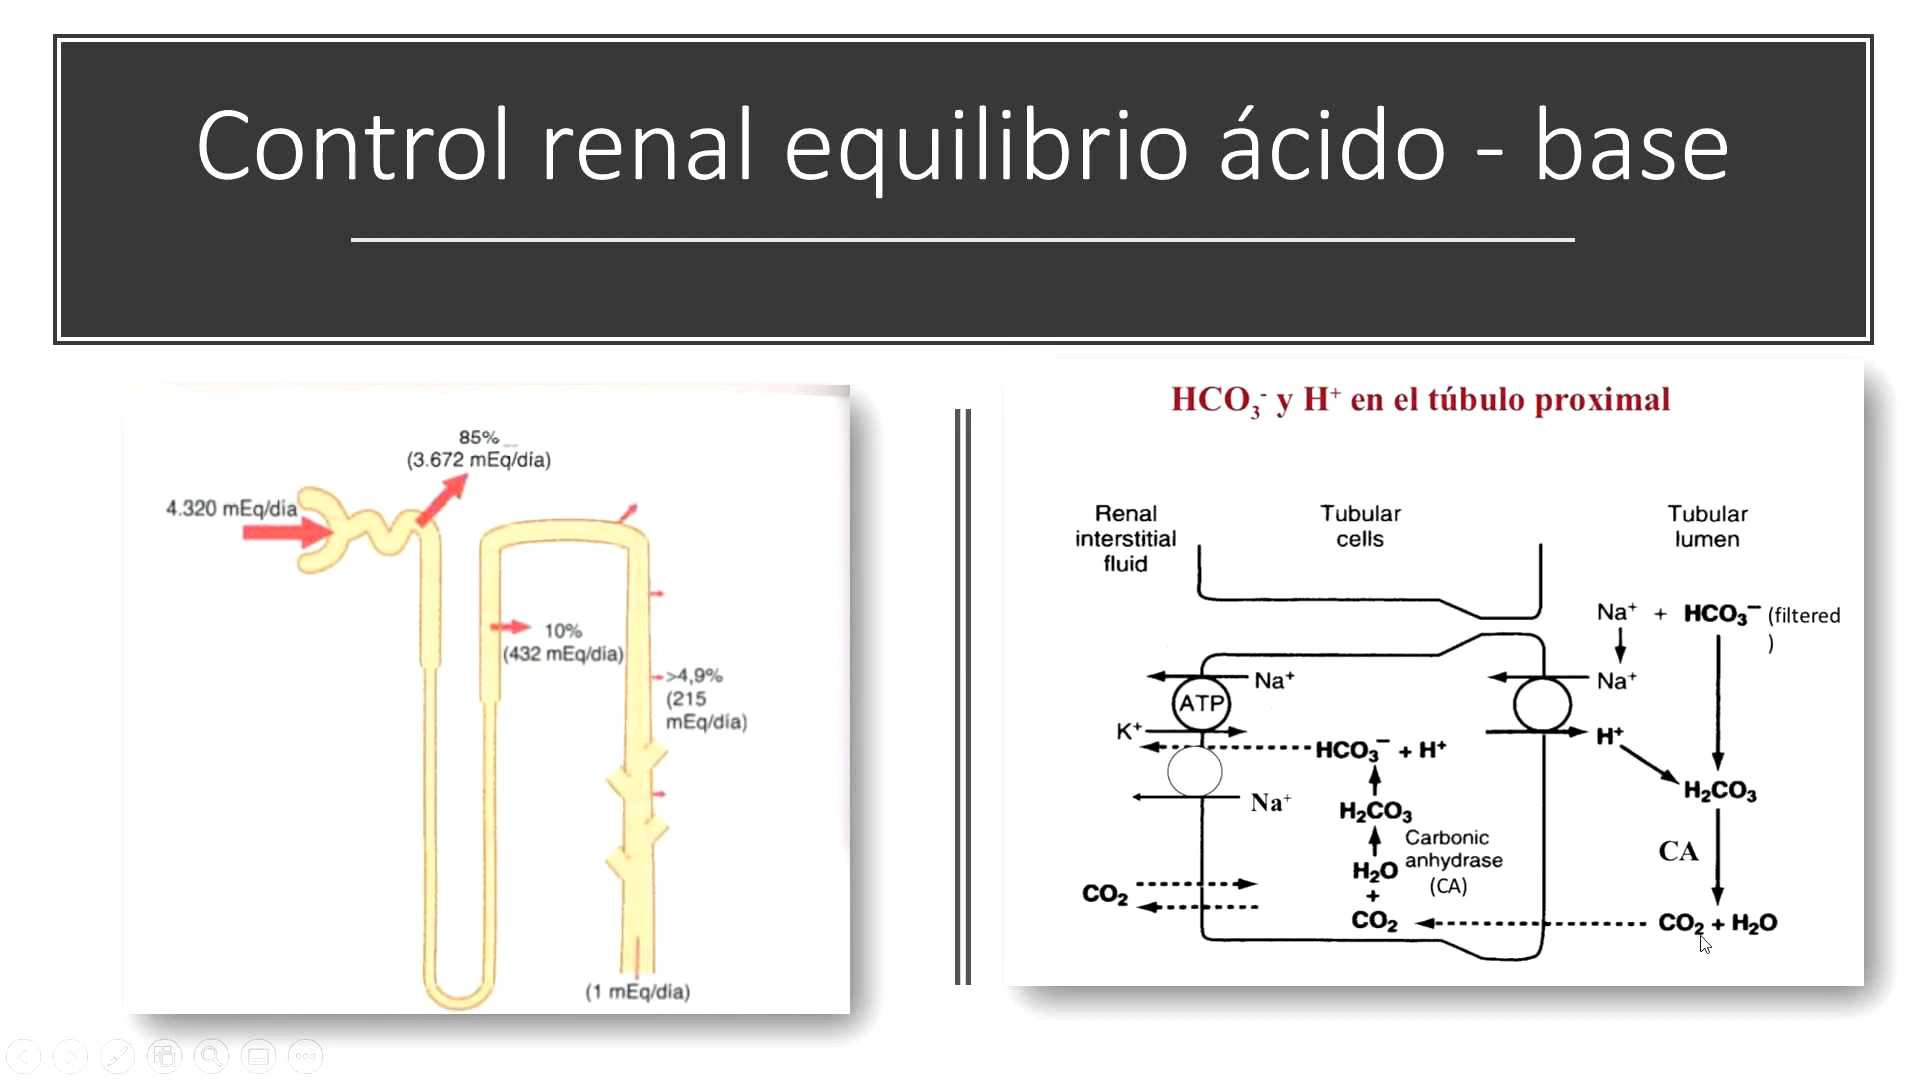 Control renal equilibrio ácido - base
85%
(3.672 mEq/día)
4.320 mEq/día
10%
(432 mEq/día)
>4,9%
(215
mEq/día)
(1 mEq/día)
HCO₃⁻ y H⁺ en el túbulo proximal
Renal
interstitial
fluid
Tubular
cells
Tubular
lumen
Na⁺ + HCO₃⁻ (filtered
)
Na⁺
ATP
K⁺
Na⁺
H⁺
HCO₃⁻ + H⁺
Na⁺
H₂CO₃
Carbonic
anhydrase
(CA)
H₂O
+
CO₂
CO₂
H₂CO₃
CA
CO₂ + H₂O